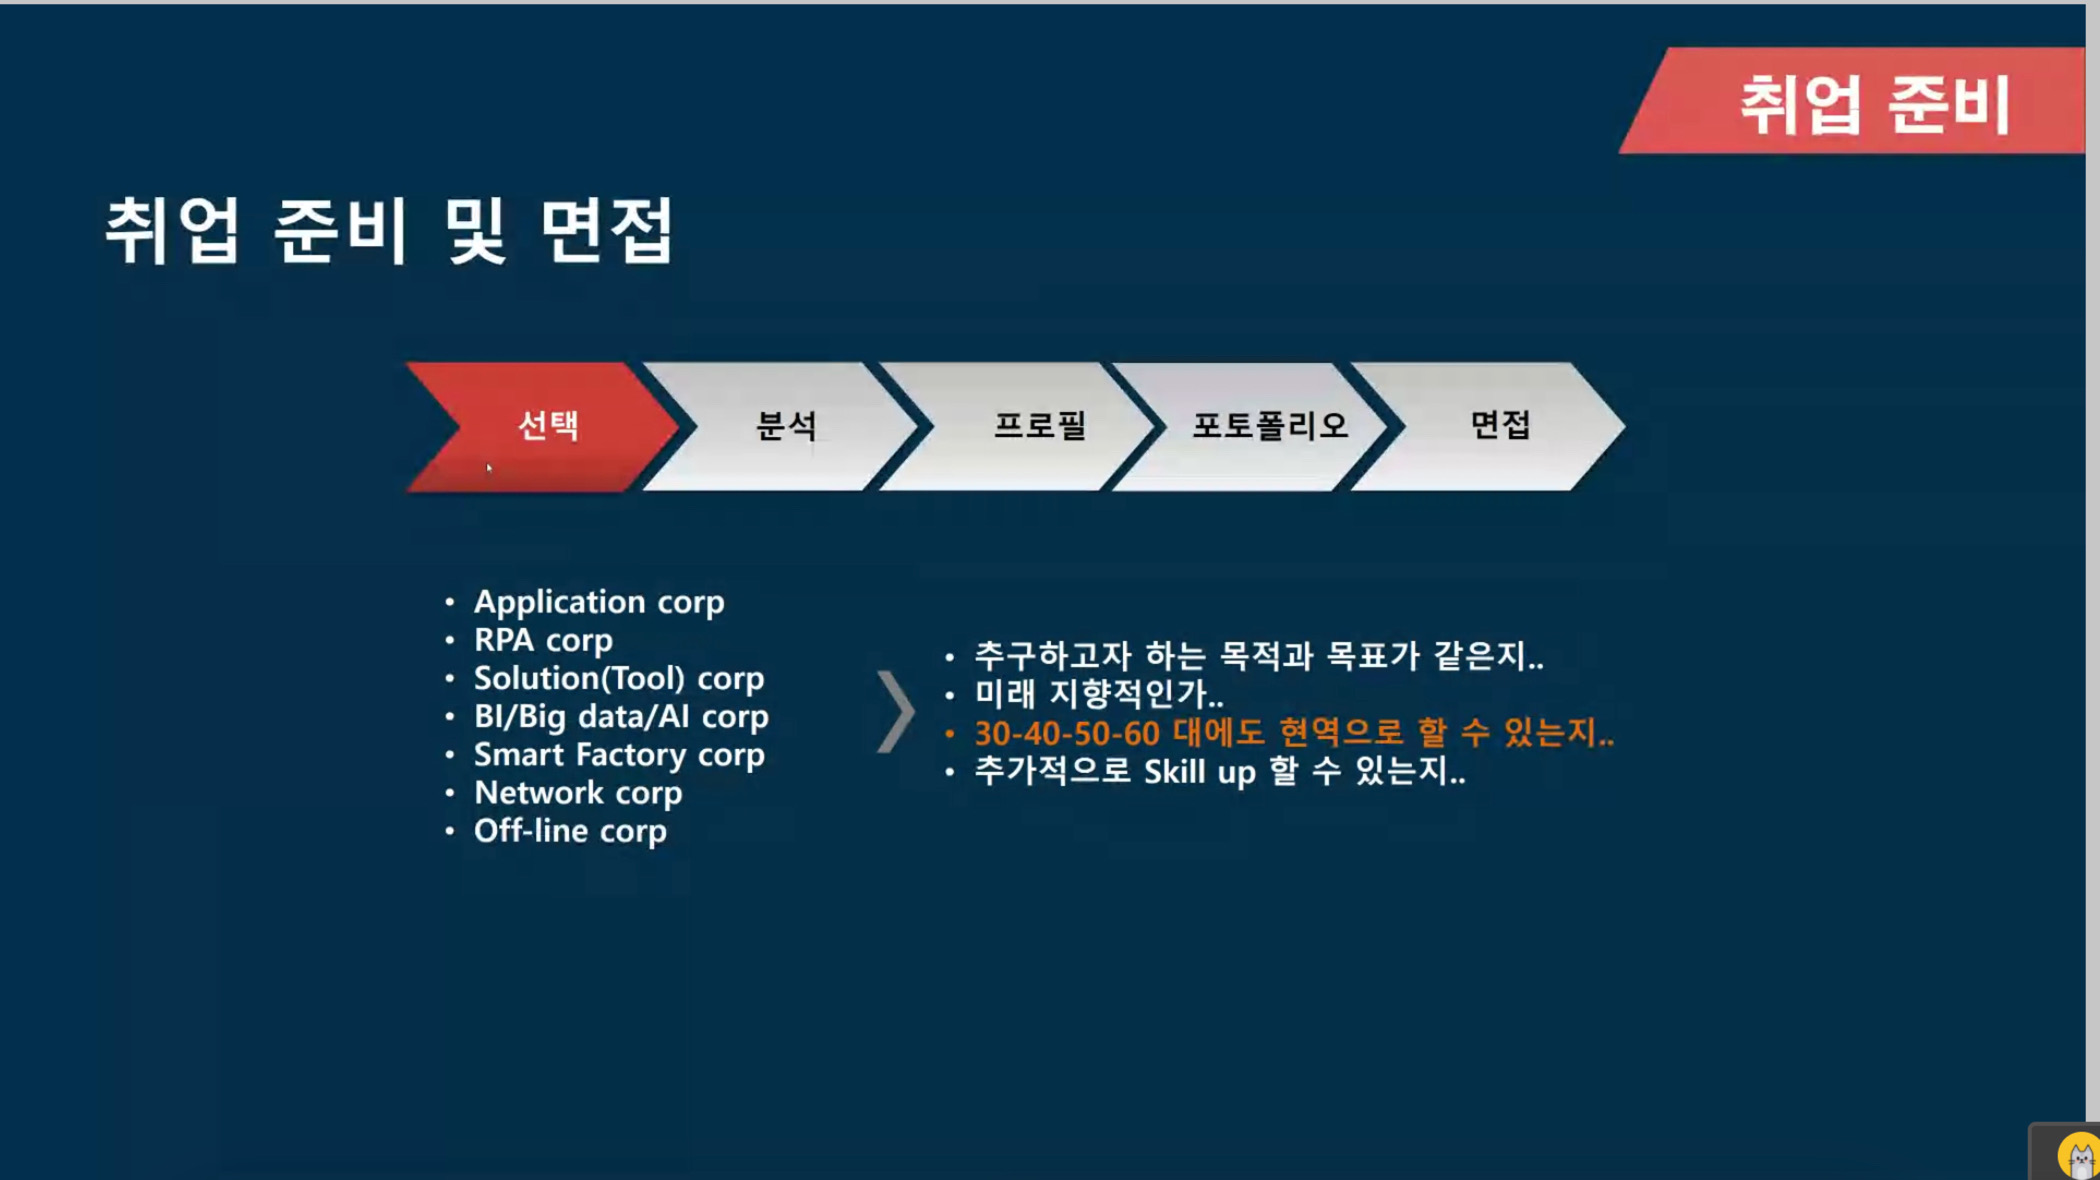 취업 준비
취업 준비 및 면접
선택
분석
프로필
포토폴리오
면접
• Application corp
• RPA corp
• Solution(Tool) corp
• BI/Big data/AI corp
• Smart Factory corp
• Network corp
• Off-line corp
• 추구하고자 하는 목적과 목표가 같은지..
• 미래 지향적인가..
• 30-40-50-60 대에도 현역으로 할 수 있는지..
• 추가적으로 Skill up 할 수 있는지..